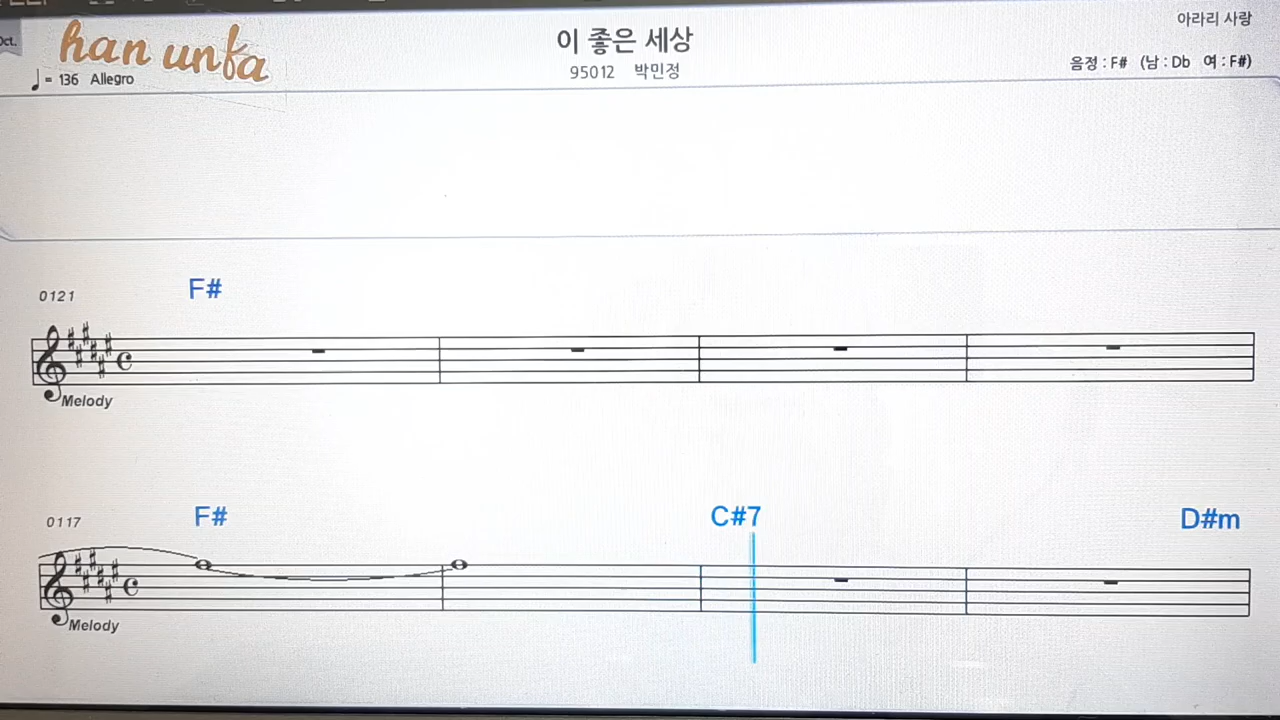 Oct.
han unfa
♩= 136 Allegro
이 좋은 세상
95012 박민정
아라리 사랑
음정 : F# (남 : Db 여 : F#)
0121
F#
Melody
0117
F#
C#7
D#m
Melody